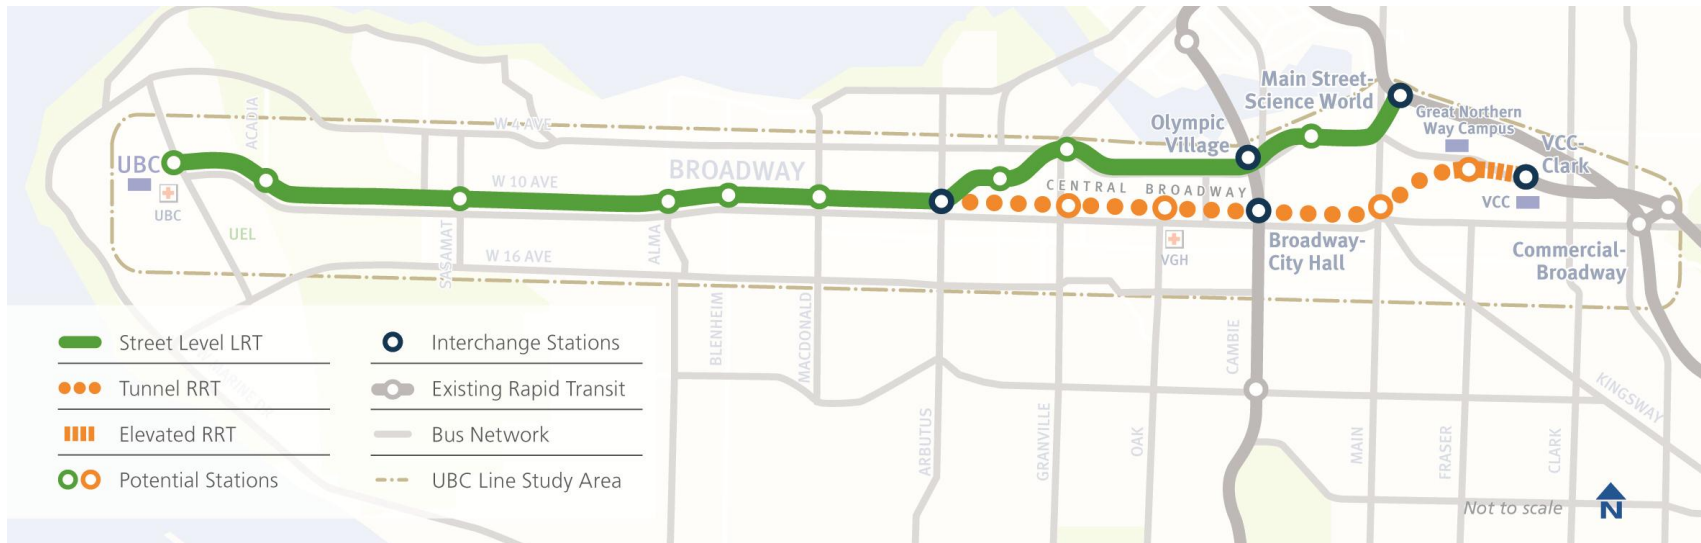 Main Street-
Science World
Great Northern
Way Campus
Olympic
Village
VCC-
Clark
W 4 AVE
ACADIA
UBC
BROADWAY
W 10 AVE
CENTRAL BROADWAY
UBC
VCC
UEL
SASAMAT
ALMA
W 16 AVE
VGH
Broadway-
City Hall
Commercial-
Broadway
BLENHEIM
MACDONALD
CAMBIE
ARBUTUS
GRANVILLE
OAK
MAIN
FRASER
CLARK
KINGSWAY
Street Level LRT
Interchange Stations
Tunnel RRT
Existing Rapid Transit
Elevated RRT
Bus Network
Potential Stations
UBC Line Study Area
Not to scale
N